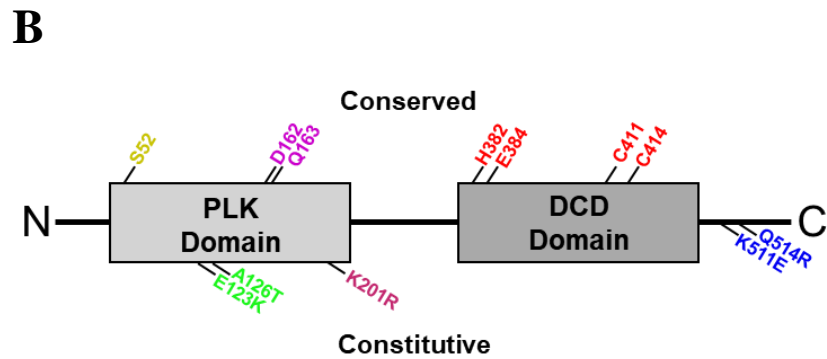 B
Conserved
S52
D162
Q163
H382
E384
C411
C414
N
PLK
Domain
DCD
Domain
C
E123K
A126T
K201R
K511E
Q514R
Constitutive